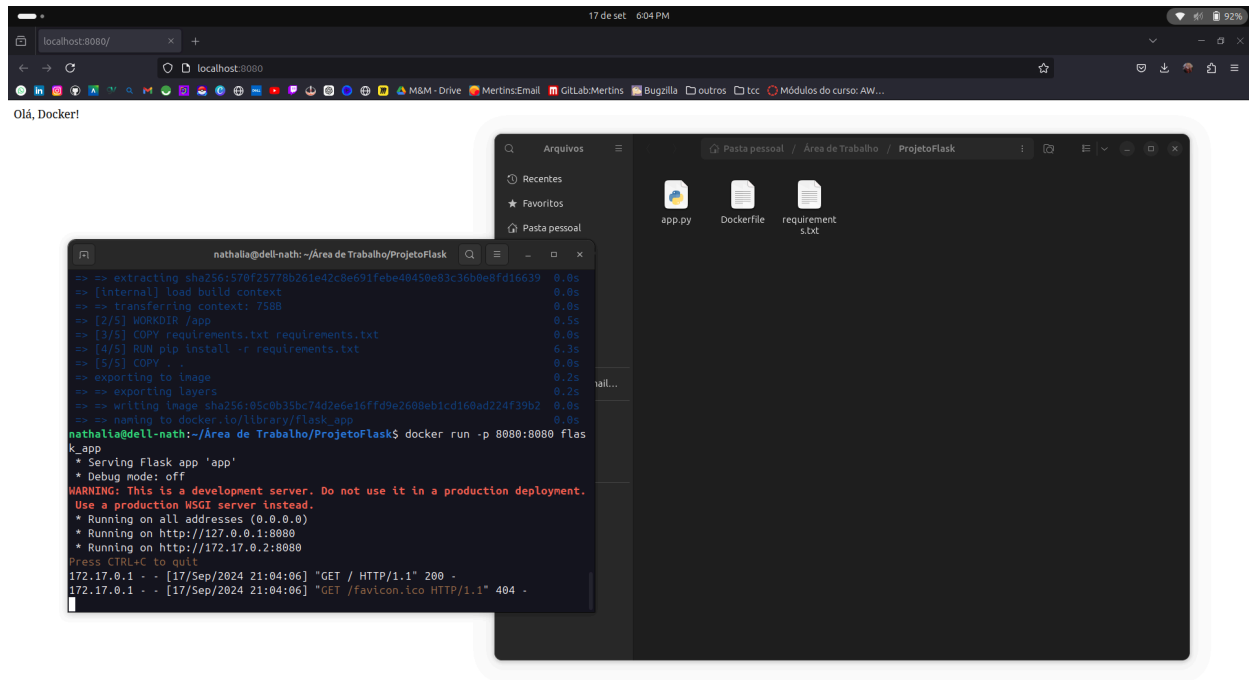 17 de set 6:04 PM
92%
localhost:8080/
localhost:8080
M&M - Drive Mertins:Email GitLab:Mertins Bugzilla outros tcc Módulos do curso: AW…
Olá, Docker!
Arquivos
Pasta pessoal / Área de Trabalho / ProjetoFlask
Recentes
Favoritos
Pasta pessoal
app.py
Dockerfile
requirement
s.txt
nathalia@dell-nath: ~/Área de Trabalho/ProjetoFlask
=> => extracting sha256:570f25778b261e42c8e691febe40450e83c36b0e8fd16639 0.0s
=> [internal] load build context 0.0s
=> => transferring context: 758B 0.0s
=> [2/5] WORKDIR /app 0.5s
=> [3/5] COPY requirements.txt requirements.txt 0.0s
=> [4/5] RUN pip install -r requirements.txt 6.3s
=> [5/5] COPY . . 0.0s
=> exporting to image 0.2s
=> => exporting layers 0.2s
=> => writing image sha256:05c0b35bc74d2e6e16ffd9e2608eb1cd160ad224f39b2 0.0s
=> => naming to docker.io/library/flask_app 0.0s
nathalia@dell-nath:~/Área de Trabalho/ProjetoFlask$ docker run -p 8080:8080 flas
k_app
* Serving Flask app 'app'
* Debug mode: off
WARNING: This is a development server. Do not use it in a production deployment.
Use a production WSGI server instead.
* Running on all addresses (0.0.0.0)
* Running on http://127.0.0.1:8080
* Running on http://172.17.0.2:8080
Press CTRL+C to quit
172.17.0.1 - - [17/Sep/2024 21:04:06] "GET / HTTP/1.1" 200 -
172.17.0.1 - - [17/Sep/2024 21:04:06] "GET /favicon.ico HTTP/1.1" 404 -